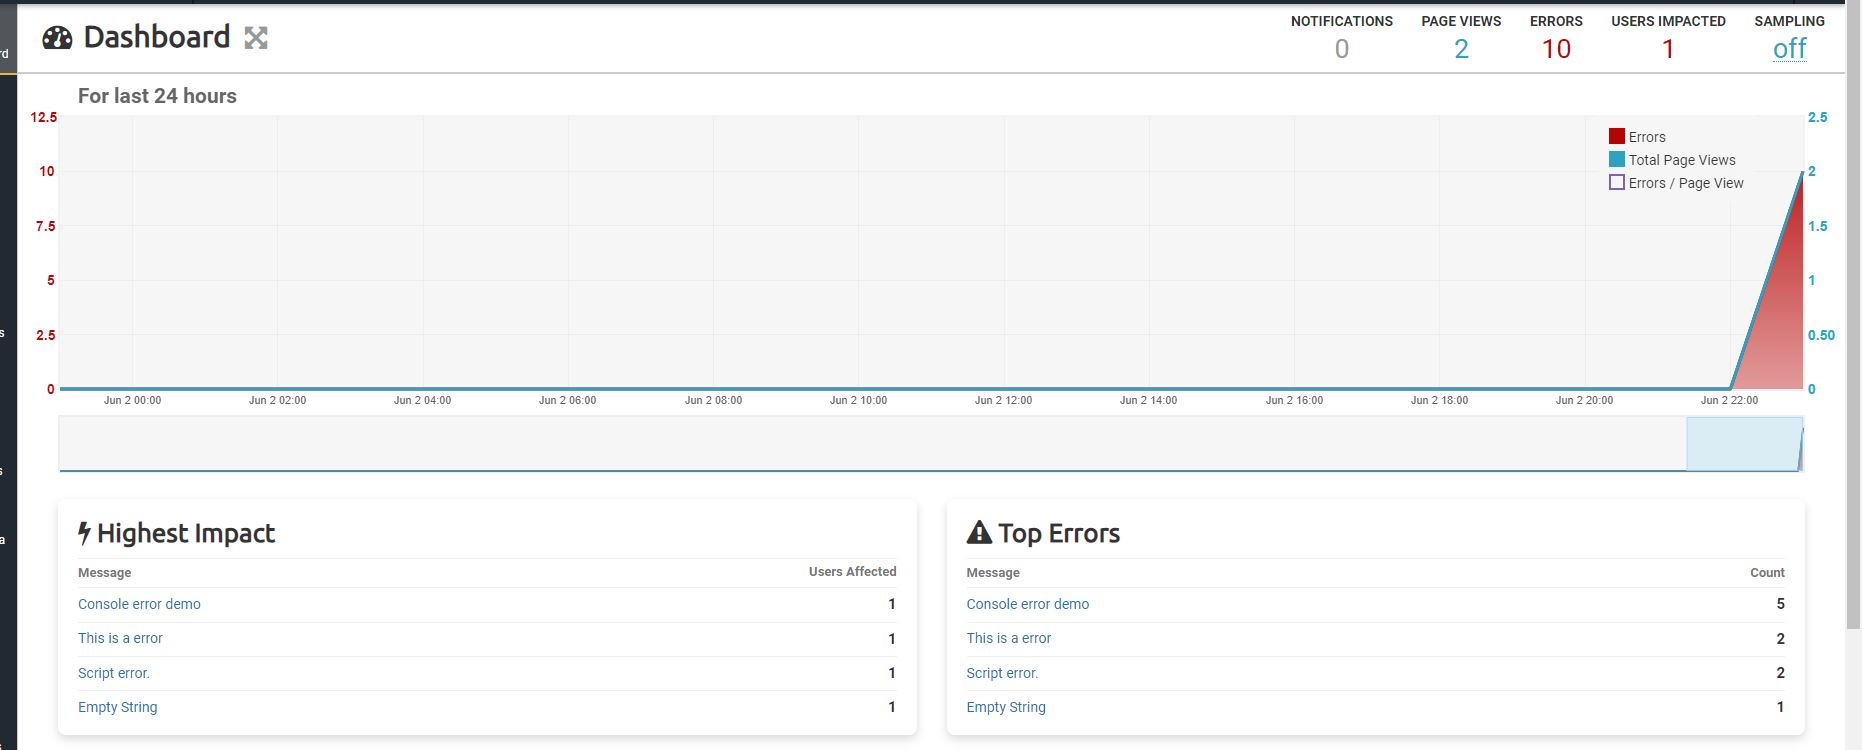 Dashboard
NOTIFICATIONS PAGE VIEWS ERRORS USERS IMPACTED SAMPLING
0 2 10 1 off
rd
For last 24 hours
12.5 2.5
Errors
Total Page Views
10 2
Errors / Page View
7.5 1.5
5 1
s
2.5 0.50
0 0
Jun 2 00:00 Jun 2 02:00 Jun 2 04:00 Jun 2 06:00 Jun 2 08:00 Jun 2 10:00 Jun 2 12:00 Jun 2 14:00 Jun 2 16:00 Jun 2 18:00 Jun 2 20:00 Jun 2 22:00
s
a
Highest Impact
Message Users Affected
Console error demo 1
This is a error 1
Script error. 1
Empty String 1
Top Errors
Message Count
Console error demo 5
This is a error 2
Script error. 2
Empty String 1